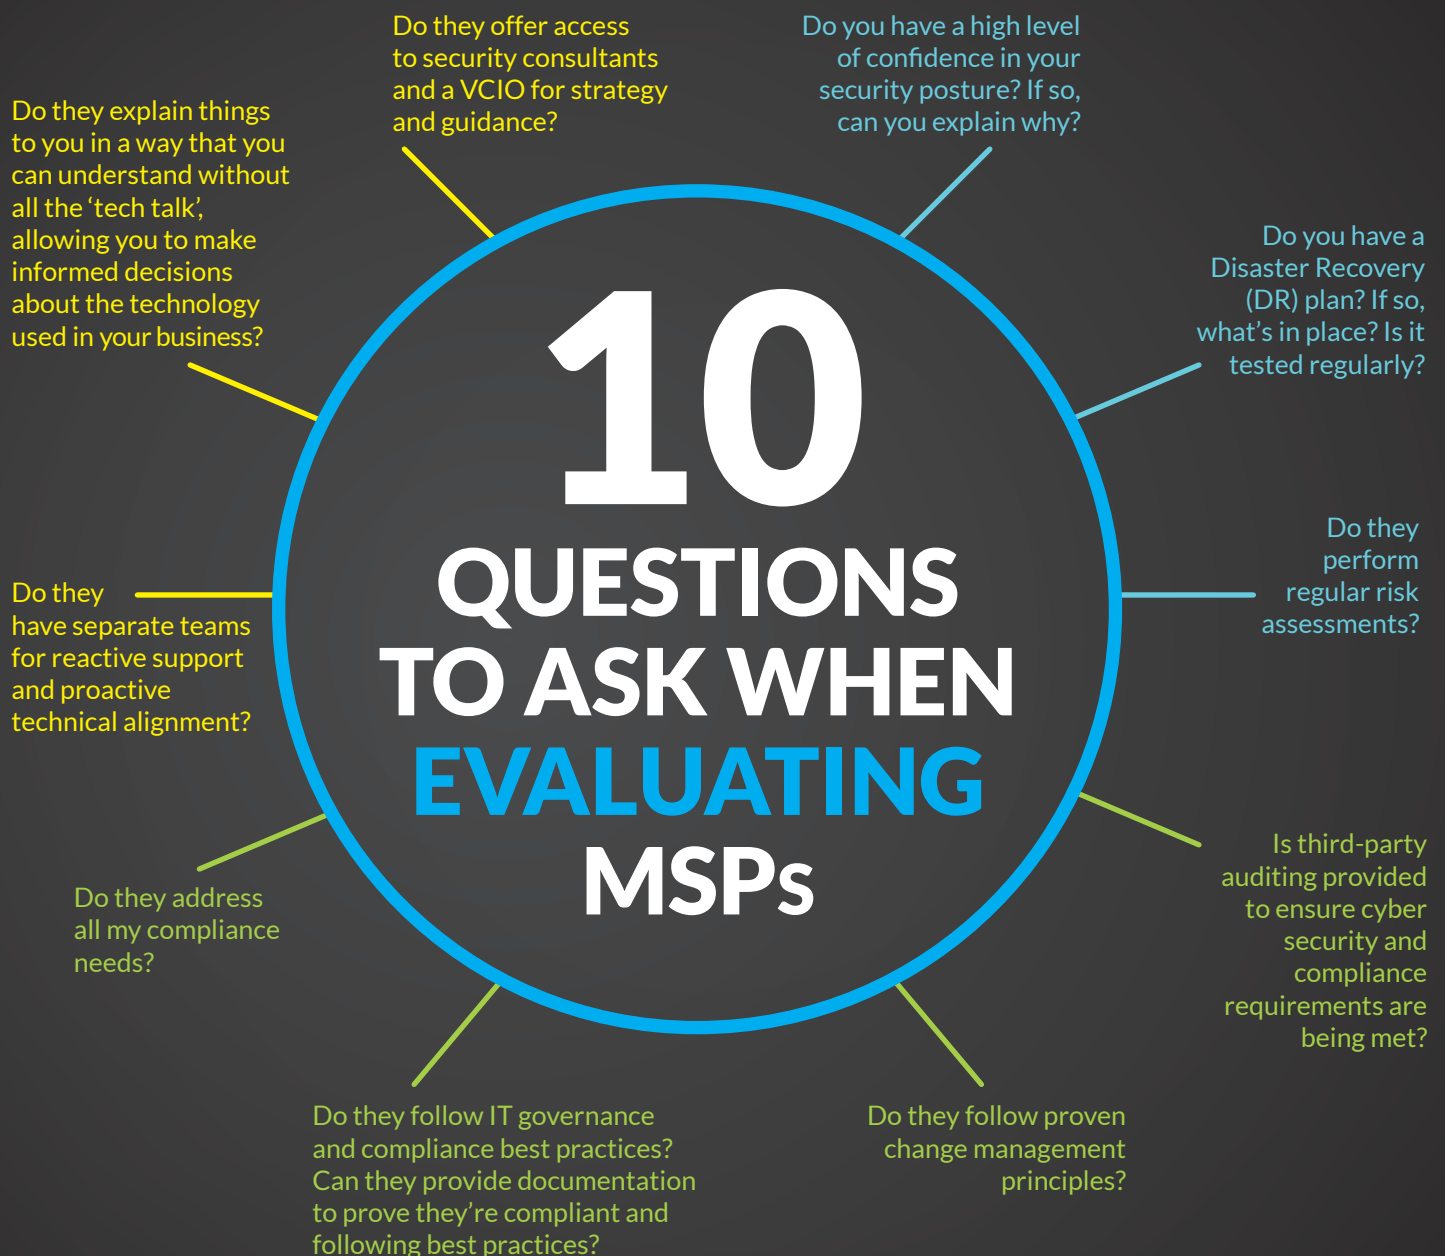 10
QUESTIONS
TO ASK WHEN
EVALUATING
MSPs
Do you have a high level
of confidence in your
security posture? If so,
can you explain why?
Do you have a
Disaster Recovery
(DR) plan? If so,
what’s in place? Is it
tested regularly?
Do they
perform
regular risk
assessments?
Is third-party
auditing provided
to ensure cyber
security and
compliance
requirements are
being met?
Do they follow proven
change management
principles?
Do they follow IT governance
and compliance best practices?
Can they provide documentation
to prove they’re compliant and
following best practices?
Do they address
all my compliance
needs?
Do they
have separate teams
for reactive support
and proactive
technical alignment?
Do they explain things
to you in a way that you
can understand without
all the ‘tech talk’,
allowing you to make
informed decisions
about the technology
used in your business?
Do they offer access
to security consultants
and a VCIO for strategy
and guidance?